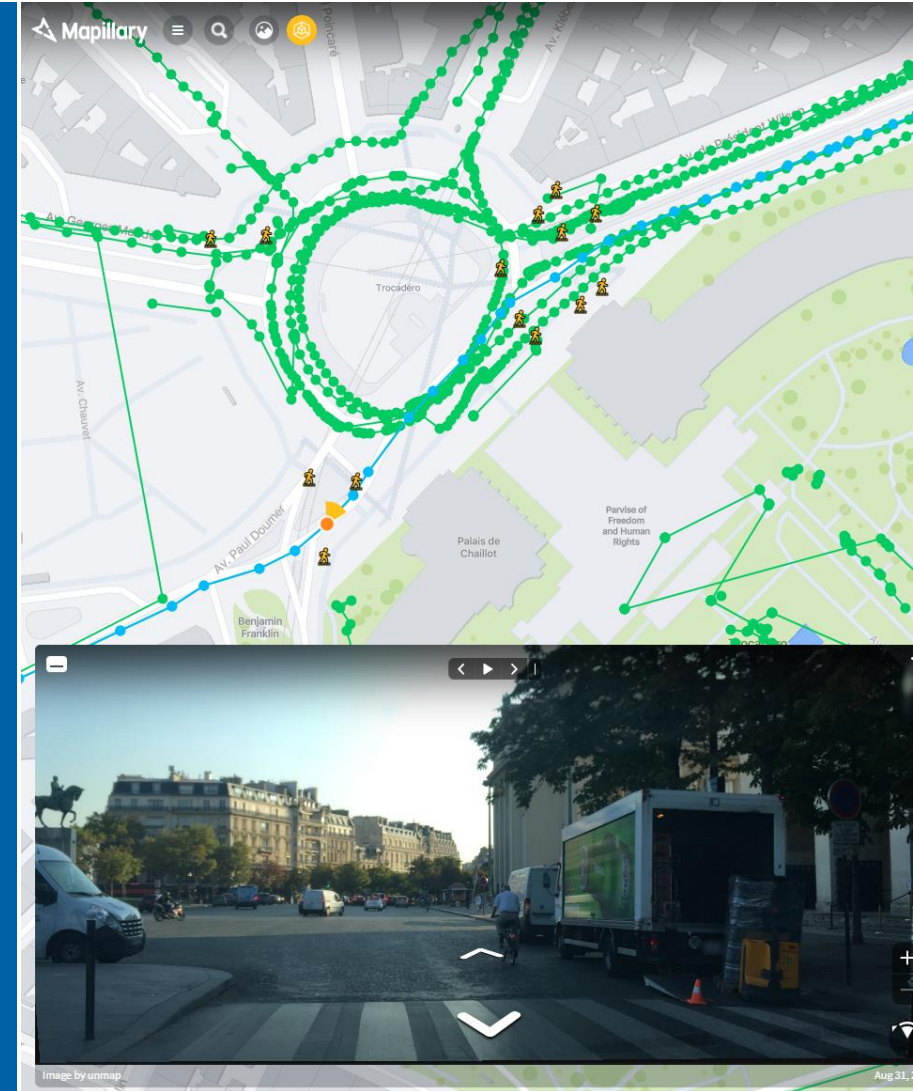 Mapillary
Poincaré
Av. Kléber
Av. du Président Wilson
Av. Georges Mandel
Trocadéro
Av. Chauvet
Av. Paul Doumer
Parvise of
Freedom
and Human
Rights
Palais de
Chaillot
Benjamin
Franklin
Image by unmap
Aug 31,